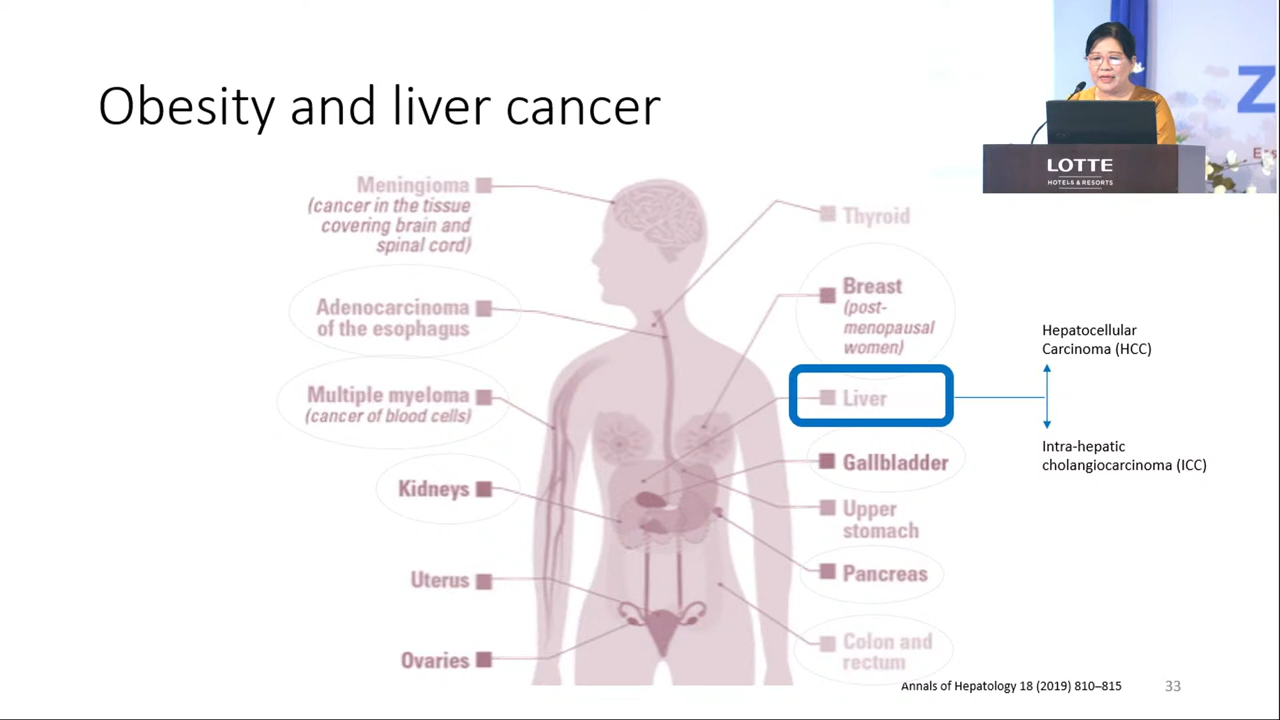 Obesity and liver cancer
Z
LOTTE
HOTELS & RESORTS
Meningioma
(cancer in the tissue
covering brain and
spinal cord)
Adenocarcinoma
of the esophagus
Multiple myeloma
(cancer of blood cells)
Kidneys
Uterus
Ovaries
Thyroid
Breast
(post-
menopausal
women)
Liver
Gallbladder
Upper
stomach
Pancreas
Colon and
rectum
Hepatocellular
Carcinoma (HCC)
Intra-hepatic
cholangiocarcinoma (ICC)
Annals of Hepatology 18 (2019) 810–815
33